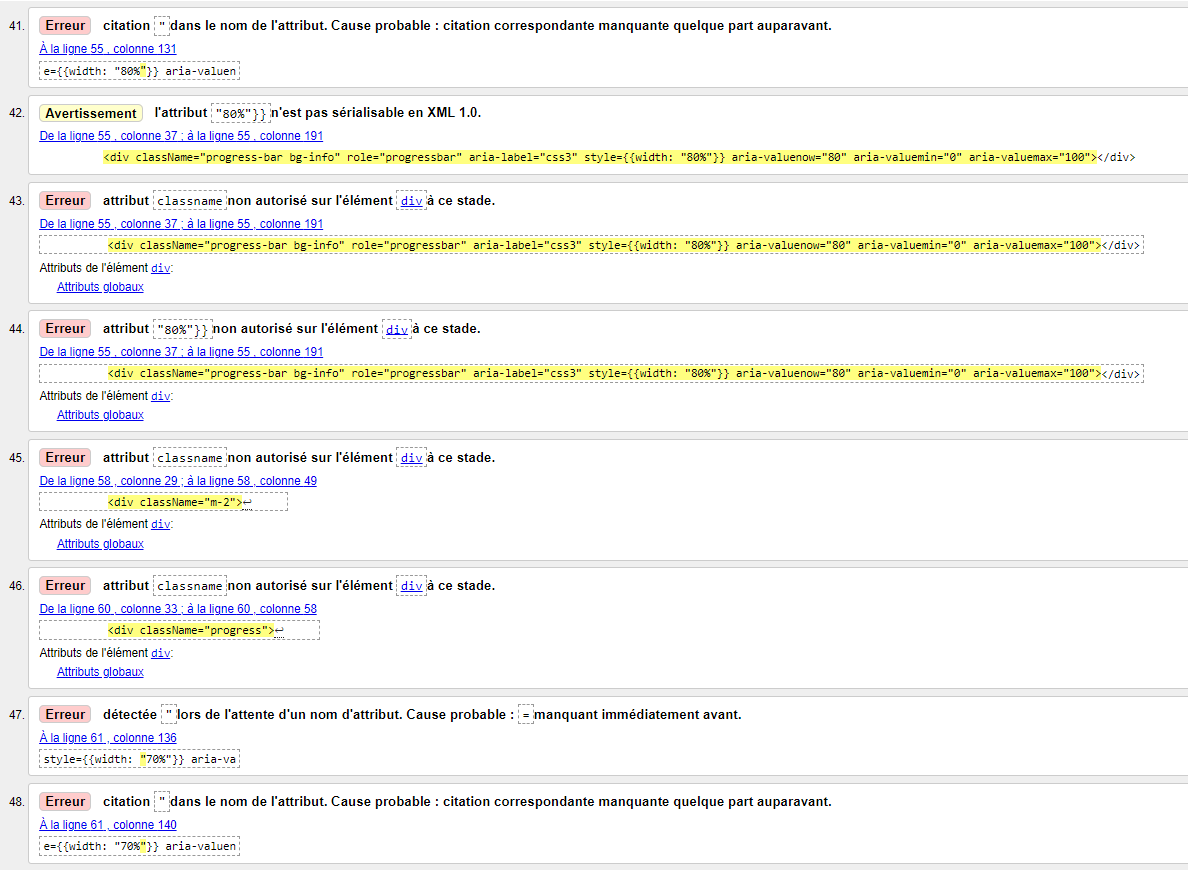 41. Erreur citation " dans le nom de l'attribut. Cause probable : citation correspondante manquante quelque part auparavant.
À la ligne 55 , colonne 131
e={{width: "80%"}} aria-valuen
42. Avertissement l'attribut "80%"}} n'est pas sérialisable en XML 1.0.
De la ligne 55 , colonne 37 ; à la ligne 55 , colonne 191
<div className="progress-bar bg-info" role="progressbar" aria-label="css3" style={{width: "80%"}} aria-valuenow="80" aria-valuemin="0" aria-valuemax="100"></div>
43. Erreur attribut classname non autorisé sur l'élément div à ce stade.
De la ligne 55 , colonne 37 ; à la ligne 55 , colonne 191
<div className="progress-bar bg-info" role="progressbar" aria-label="css3" style={{width: "80%"}} aria-valuenow="80" aria-valuemin="0" aria-valuemax="100"></div>
Attributs de l'élément div:
Attributs globaux
44. Erreur attribut "80%"}} non autorisé sur l'élément div à ce stade.
De la ligne 55 , colonne 37 ; à la ligne 55 , colonne 191
<div className="progress-bar bg-info" role="progressbar" aria-label="css3" style={{width: "80%"}} aria-valuenow="80" aria-valuemin="0" aria-valuemax="100"></div>
Attributs de l'élément div:
Attributs globaux
45. Erreur attribut classname non autorisé sur l'élément div à ce stade.
De la ligne 58 , colonne 29 ; à la ligne 58 , colonne 49
<div className="m-2">↩
Attributs de l'élément div:
Attributs globaux
46. Erreur attribut classname non autorisé sur l'élément div à ce stade.
De la ligne 60 , colonne 33 ; à la ligne 60 , colonne 58
<div className="progress">↩
Attributs de l'élément div:
Attributs globaux
47. Erreur détectée " lors de l'attente d'un nom d'attribut. Cause probable : = manquant immédiatement avant.
À la ligne 61 , colonne 136
style={{width: "70%"}} aria-va
48. Erreur citation " dans le nom de l'attribut. Cause probable : citation correspondante manquante quelque part auparavant.
À la ligne 61 , colonne 140
e={{width: "70%"}} aria-valuen